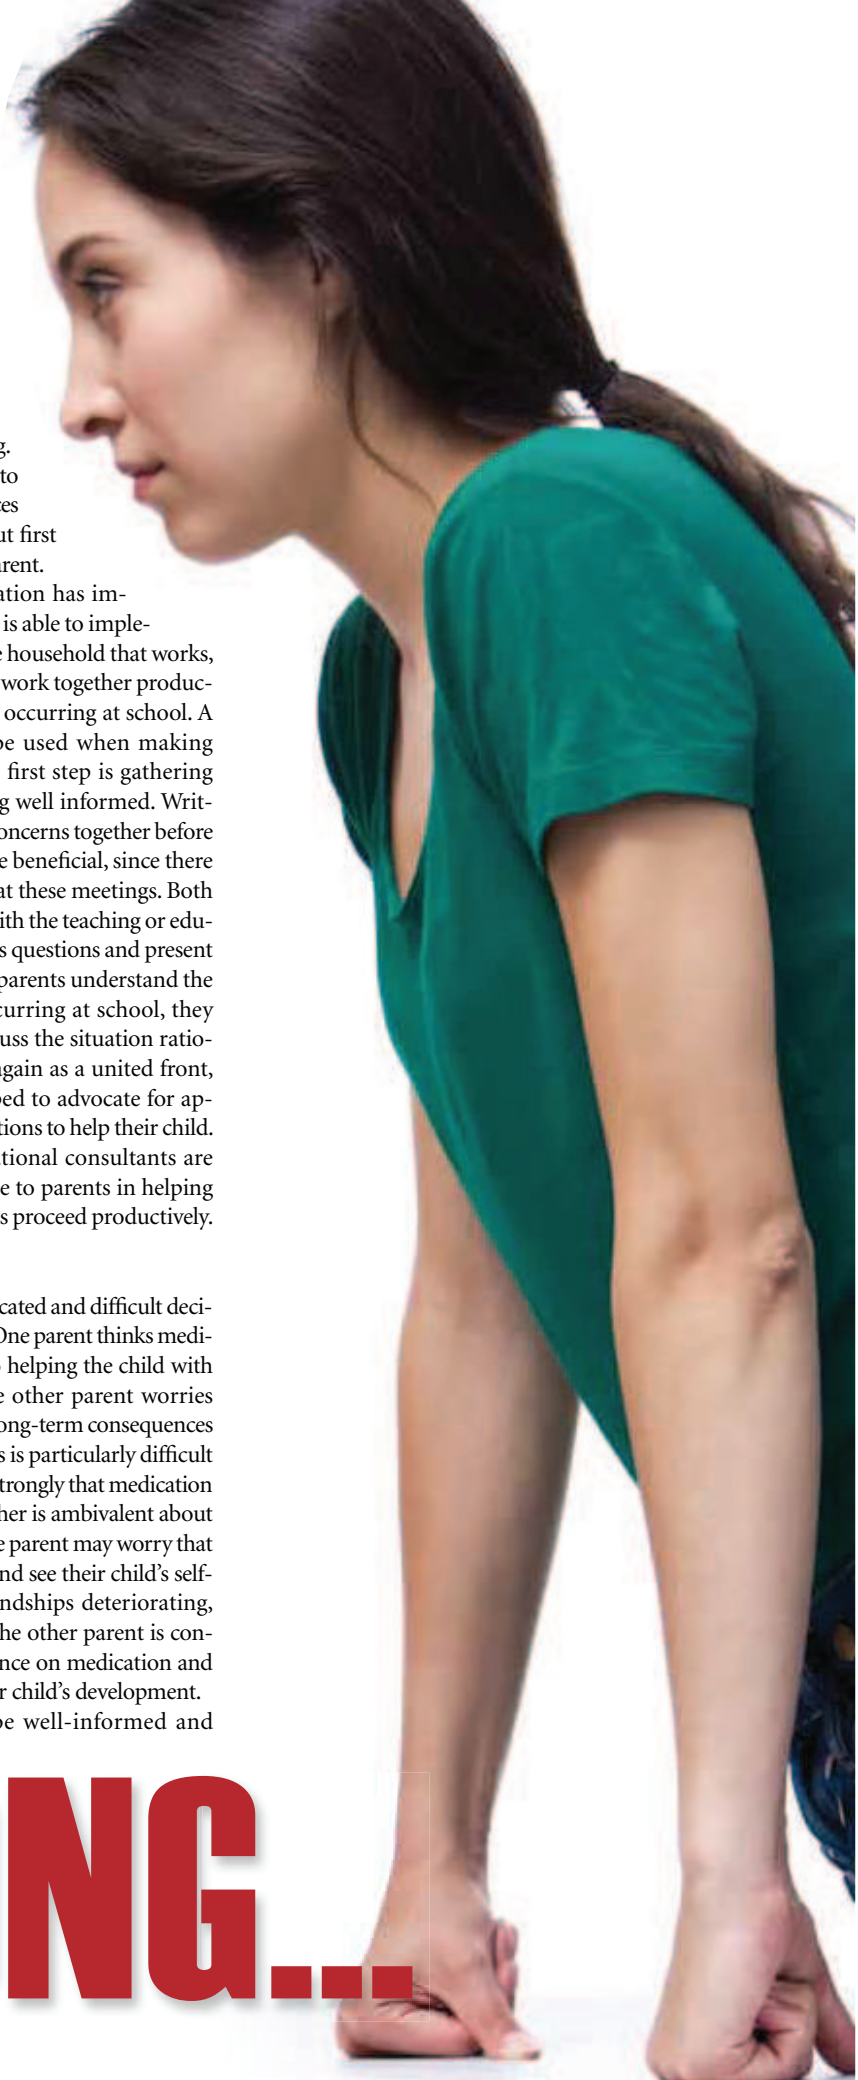 g.
to
es
ut first
rent.
ation has im-
is able to imple-
e household that works,
work together produc-
occurring at school. A
be used when making
first step is gathering
g well informed. Writ-
oncerns together before
e beneficial, since there
at these meetings. Both
ith the teaching or edu-
s questions and present
parents understand the
curring at school, they
uss the situation ratio-
gain as a united front,
ed to advocate for ap-
tions to help their child.
tional consultants are
e to parents in helping
s proceed productively.
cated and difficult deci-
One parent thinks medi-
helping the child with
e other parent worries
ong-term consequences
s is particularly difficult
trongly that medication
her is ambivalent about
e parent may worry that
nd see their child's self-
ndships deteriorating,
he other parent is con-
nce on medication and
r child's development.
be well-informed and
NG...